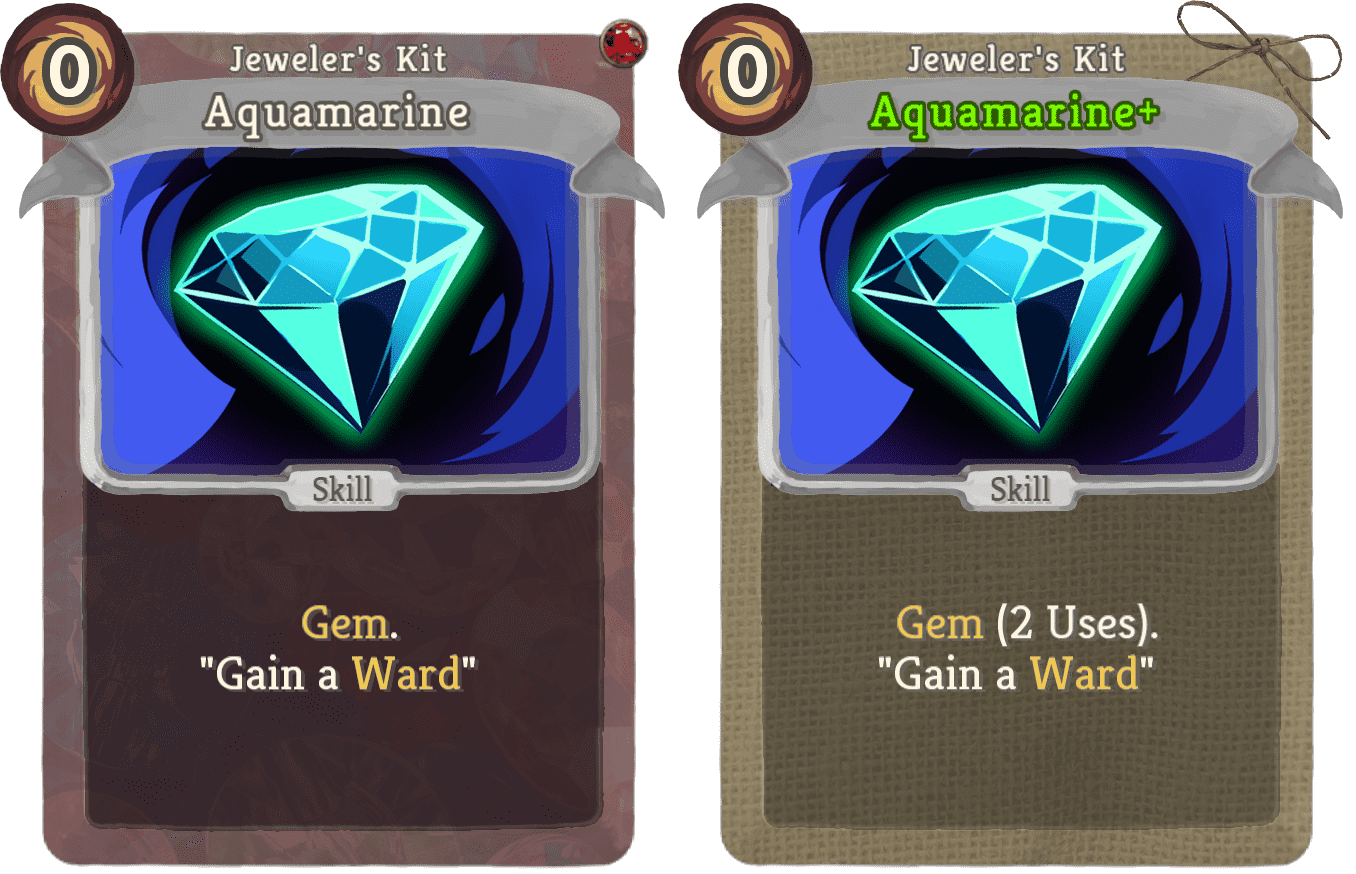 0
Jeweler's Kit
Aquamarine
Skill
Gem.
"Gain a Ward"
0
Jeweler's Kit
Aquamarine+
Skill
Gem (2 Uses).
"Gain a Ward"